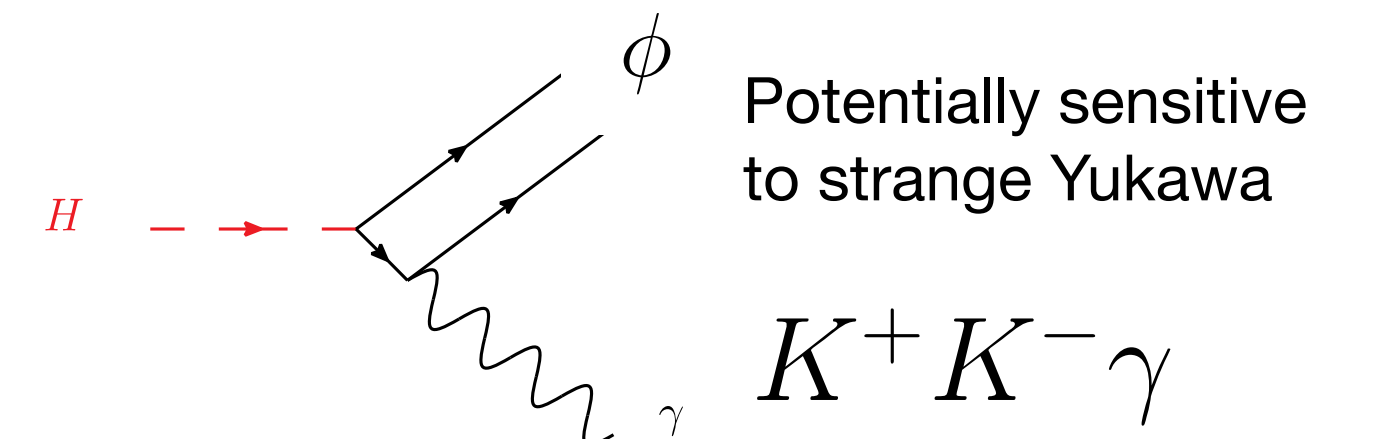 ϕ
H
γ
Potentially sensitive
to strange Yukawa
K⁺K⁻γ